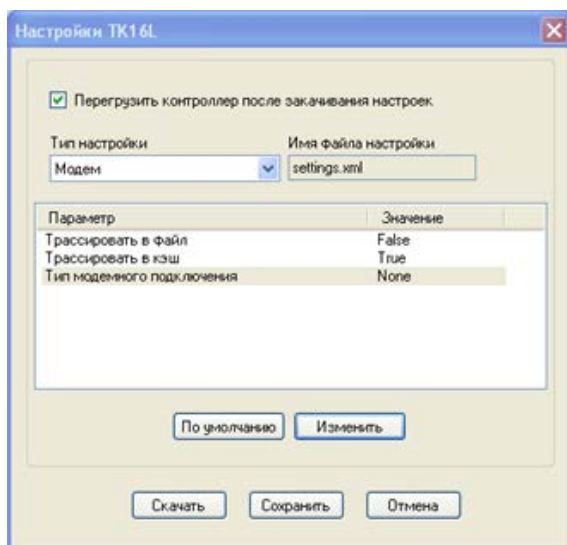 Настройки TK16L
Перегрузить контроллер после закачивания настроек
Тип настройки Имя файла настройки
Модем settings.xml
Параметр Значение
Трассировать в файл False
Трассировать в кэш True
Тип модемного подключения None
По умолчанию Изменить
Скачать Сохранить Отмена